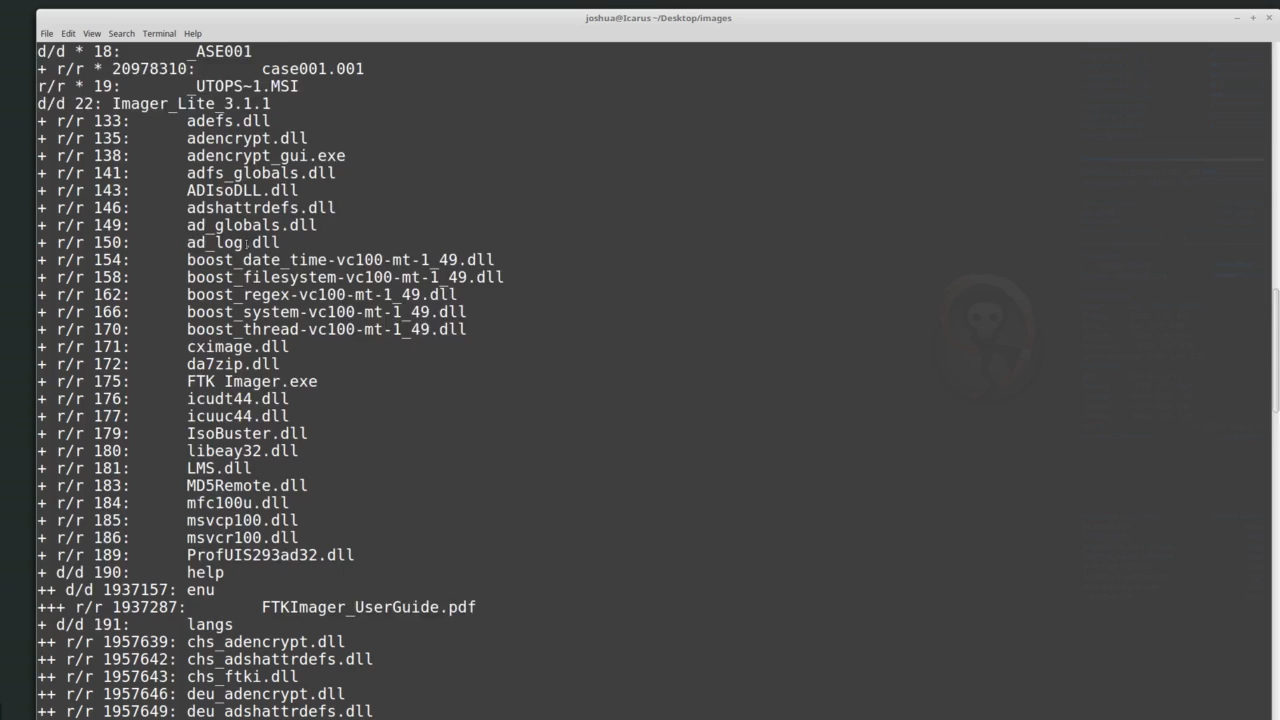 joshua@Icarus ~/Desktop/images
File Edit View Search Terminal Help
d/d * 18: _ASE001
+ r/r * 20978310: case001.001
r/r * 19: _UTOPS~1.MSI
d/d 22: Imager_Lite_3.1.1
+ r/r 133: adefs.dll
+ r/r 135: adencrypt.dll
+ r/r 138: adencrypt_gui.exe
+ r/r 141: adfs_globals.dll
+ r/r 143: ADIsoDLL.dll
+ r/r 146: adshattrdefs.dll
+ r/r 149: ad_globals.dll
+ r/r 150: ad_log.dll
+ r/r 154: boost_date_time-vc100-mt-1_49.dll
+ r/r 158: boost_filesystem-vc100-mt-1_49.dll
+ r/r 162: boost_regex-vc100-mt-1_49.dll
+ r/r 166: boost_system-vc100-mt-1_49.dll
+ r/r 170: boost_thread-vc100-mt-1_49.dll
+ r/r 171: cximage.dll
+ r/r 172: da7zip.dll
+ r/r 175: FTK Imager.exe
+ r/r 176: icudt44.dll
+ r/r 177: icuuc44.dll
+ r/r 179: IsoBuster.dll
+ r/r 180: libeay32.dll
+ r/r 181: LMS.dll
+ r/r 183: MD5Remote.dll
+ r/r 184: mfc100u.dll
+ r/r 185: msvcp100.dll
+ r/r 186: msvcr100.dll
+ r/r 189: ProfUIS293ad32.dll
+ d/d 190: help
++ d/d 1937157: enu
+++ r/r 1937287: FTKImager_UserGuide.pdf
+ d/d 191: langs
++ r/r 1957639: chs_adencrypt.dll
++ r/r 1957642: chs_adshattrdefs.dll
++ r/r 1957643: chs_ftki.dll
++ r/r 1957646: deu_adencrypt.dll
++ r/r 1957649: deu_adshattrdefs.dll